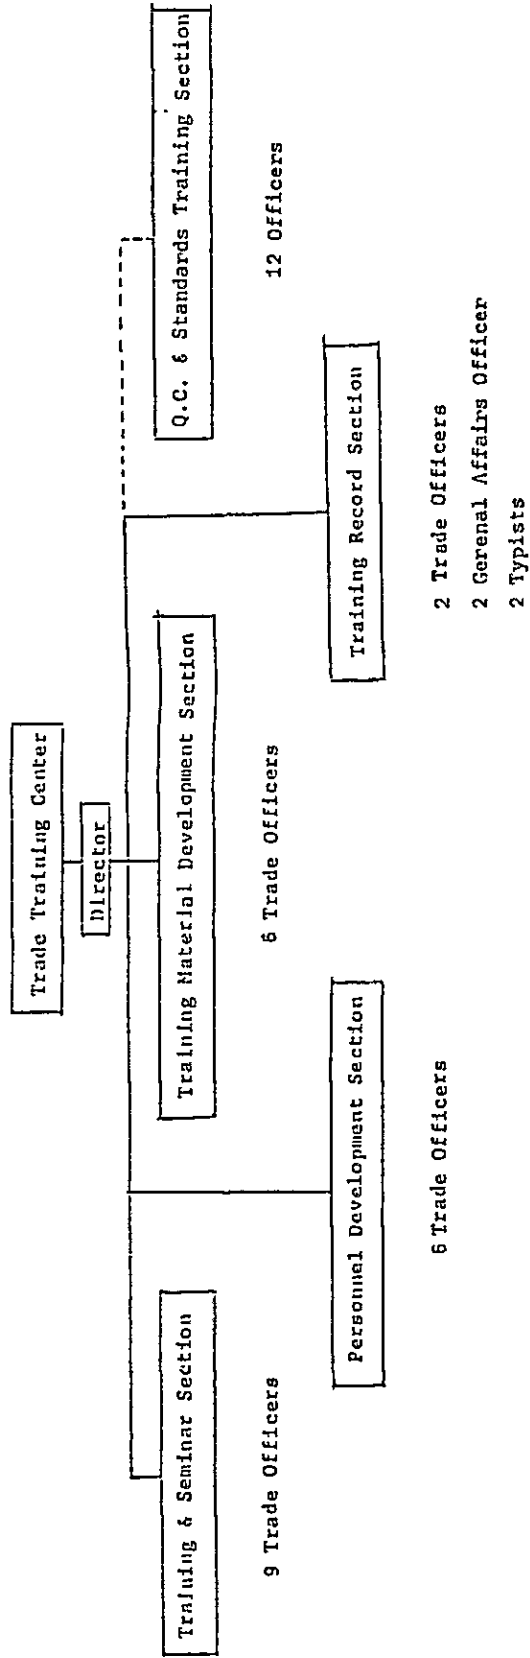 Trade Training Center
Director
Training & Seminar Section
Training Material Development Section
Q.C. & Standards Training Section
9 Trade Officers
6 Trade Officers
12 Officers
Personnel Development Section
Training Record Section
6 Trade Officers
2 Trade Officers
2 Gerenal Affairs Officer
2 Typists